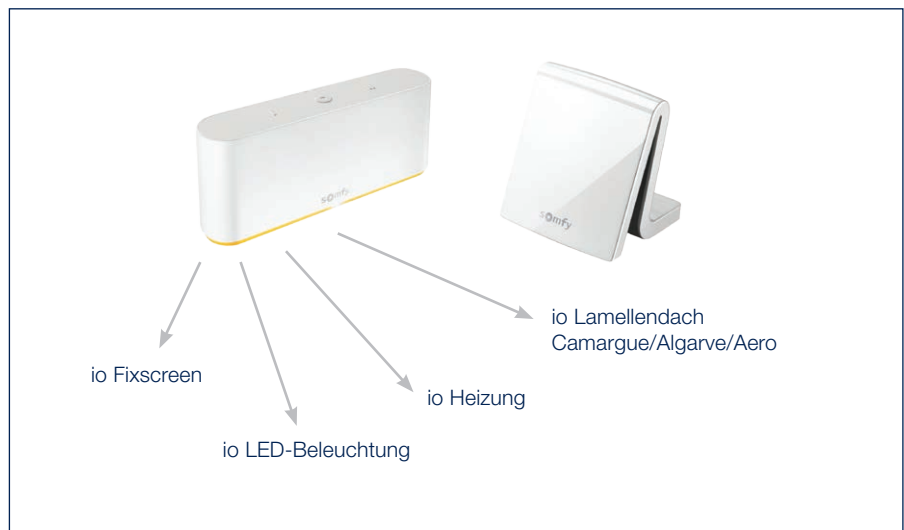 somfy
somfy
io Lamellendach
Camargue/Algarve/Aero
io Fixscreen
io Heizung
io LED-Beleuchtung